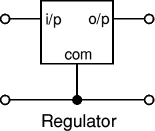 i/p o/p
com
Regulator